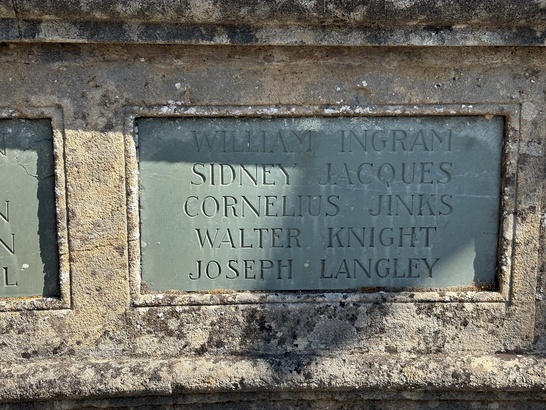 WILLIAM INGRAM
SIDNEY JACQUES
CORNELIUS JINKS
WALTER KNIGHT
JOSEPH LANGLEY